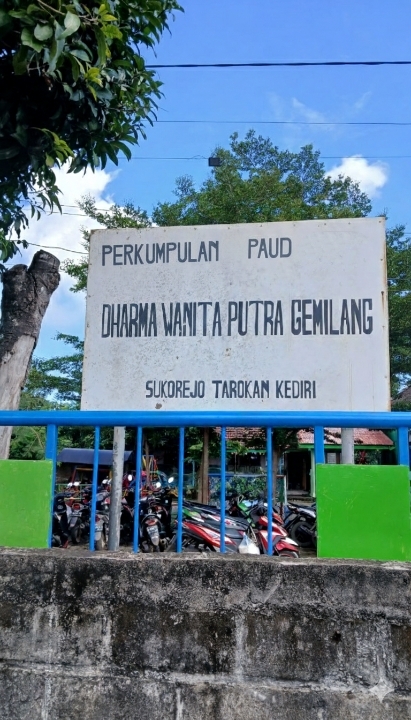 PERKUMPULAN PAUD
DHARMA WANITA PUTRA GEMILANG
SUKOREJO TAROKAN KEDIRI